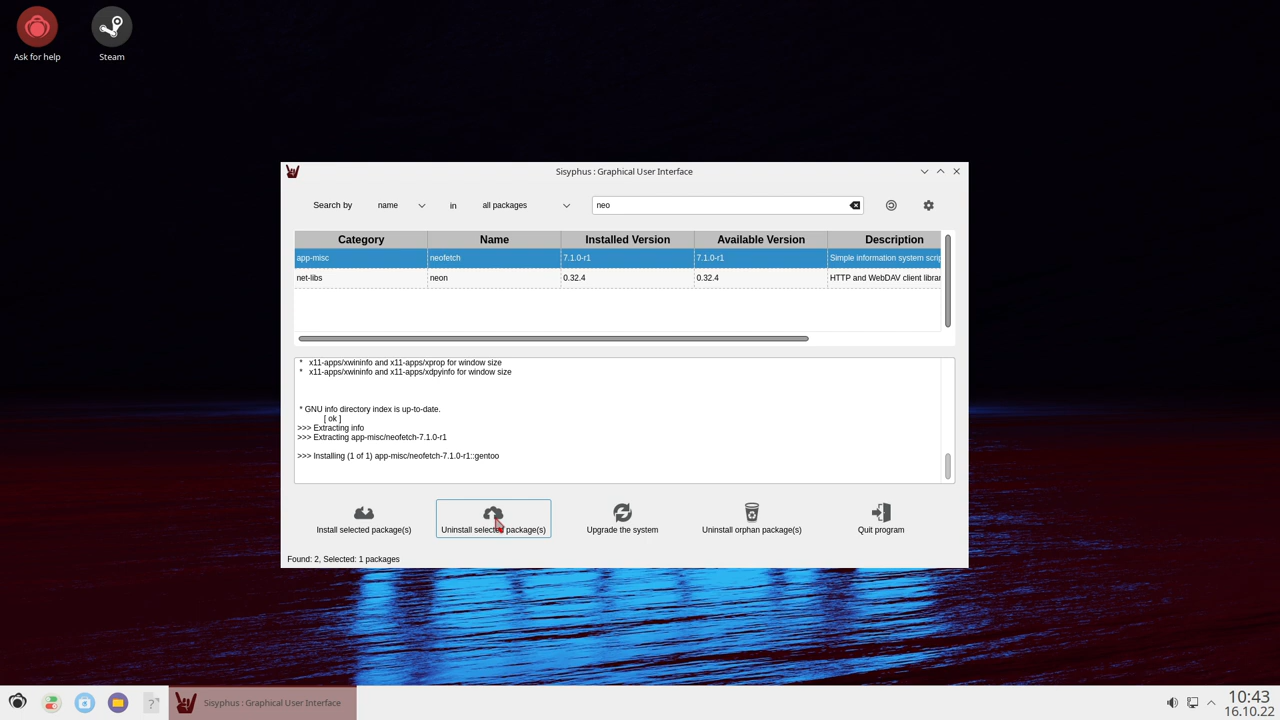 Ask for help
Steam
Sisyphus : Graphical User Interface
Search by name in all packages neo
Category Name Installed Version Available Version Description
app-misc neofetch 7.1.0-r1 7.1.0-r1 Simple information system scrip
net-libs neon 0.32.4 0.32.4 HTTP and WebDAV client librar
* x11-apps/xwininfo and x11-apps/xprop for window size
* x11-apps/xwininfo and x11-apps/xdpyinfo for window size
* GNU info directory index is up-to-date.
[ ok ]
>>> Extracting info
>>> Extracting app-misc/neofetch-7.1.0-r1
>>> Installing (1 of 1) app-misc/neofetch-7.1.0-r1::gentoo
Install selected package(s) Uninstall selected package(s) Upgrade the system Uninstall orphan package(s) Quit program
Found: 2, Selected: 1 packages
Sisyphus : Graphical User Interface
10:43
16.10.22